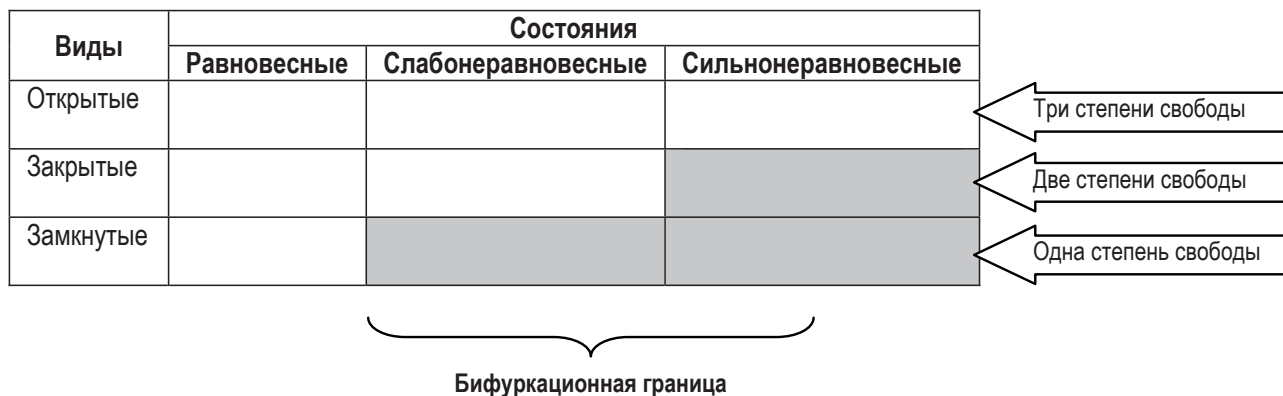 Виды
Состояния
Равновесные Слабонеравновесные Сильнонеравновесные
Открытые
Три степени свободы
Закрытые
Две степени свободы
Замкнутые
Одна степень свободы
Бифуркационная граница